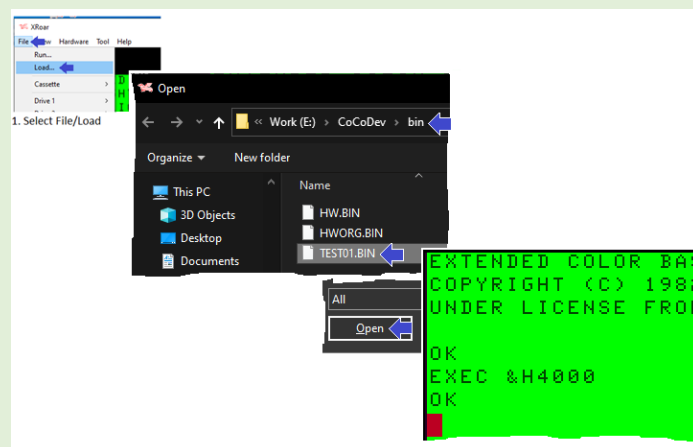 XRoar
File View Hardware Tool Help
Run...
Load...
Cassette >
Drive 1 >
1. Select File/Load
Open
Work (E:) > CoCoDev > bin
Organize New folder
This PC
3D Objects
Desktop
Documents
Name
HW.BIN
HWORG.BIN
TEST01.BIN
All
Open
EXTENDED COLOR BAS
COPYRIGHT (C) 198
UNDER LICENSE FRO
OK
EXEC &H4000
OK